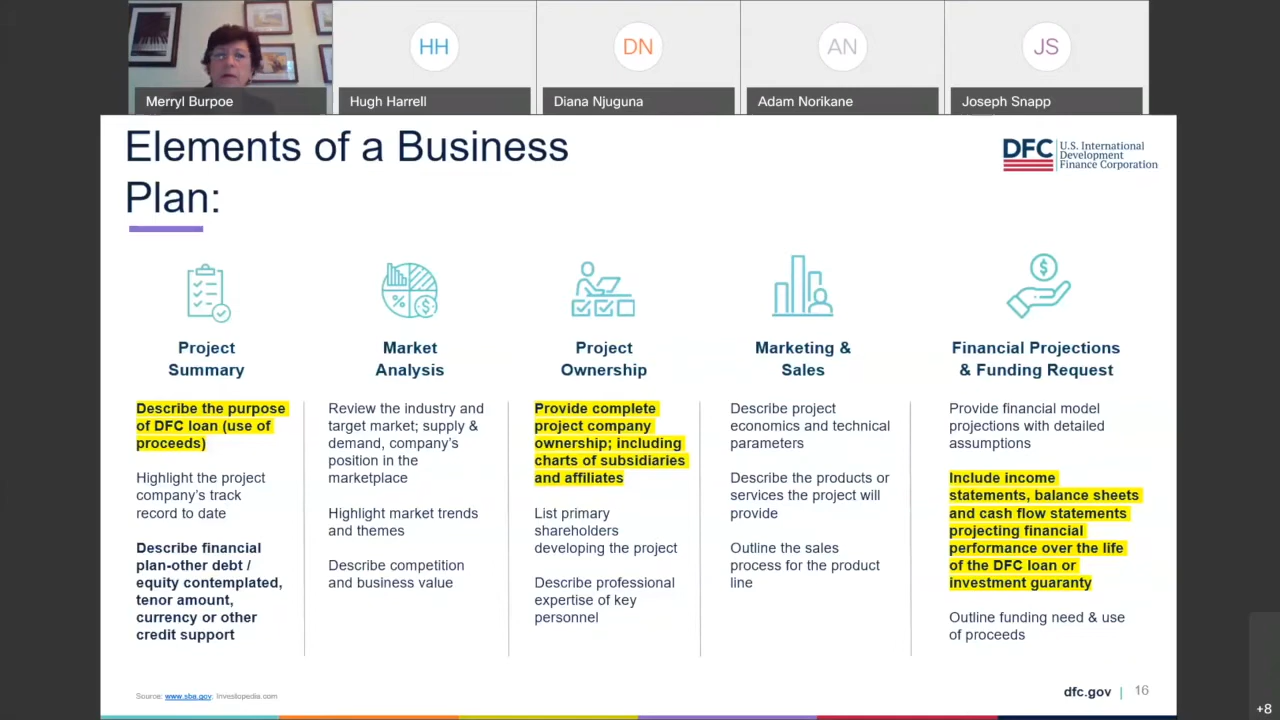 HH
DN
AN
JS
Merryl Burpoe
Hugh Harrell
Diana Njuguna
Adam Norikane
Joseph Snapp
Elements of a Business
Plan:
DFC
U.S. International
Development
Finance Corporation
Project
Summary
Describe the purpose
of DFC loan (use of
proceeds)
Highlight the project
company's track
record to date
Describe financial
plan-other debt /
equity contemplated,
tenor amount,
currency or other
credit support
Market
Analysis
Review the industry and
target market; supply &
demand, company's
position in the
marketplace
Highlight market trends
and themes
Describe competition
and business value
Project
Ownership
Provide complete
project company
ownership; including
charts of subsidiaries
and affiliates
List primary
shareholders
developing the project
Describe professional
expertise of key
personnel
Marketing &
Sales
Describe project
economics and technical
parameters
Describe the products or
services the project will
provide
Outline the sales
process for the product
line
Financial Projections
& Funding Request
Provide financial model
projections with detailed
assumptions
Include income
statements, balance sheets
and cash flow statements
projecting financial
performance over the life
of the DFC loan or
investment guaranty
Outline funding need & use
of proceeds
Source: www.sba.gov; Investopedia.com
dfc.gov | 16
+8